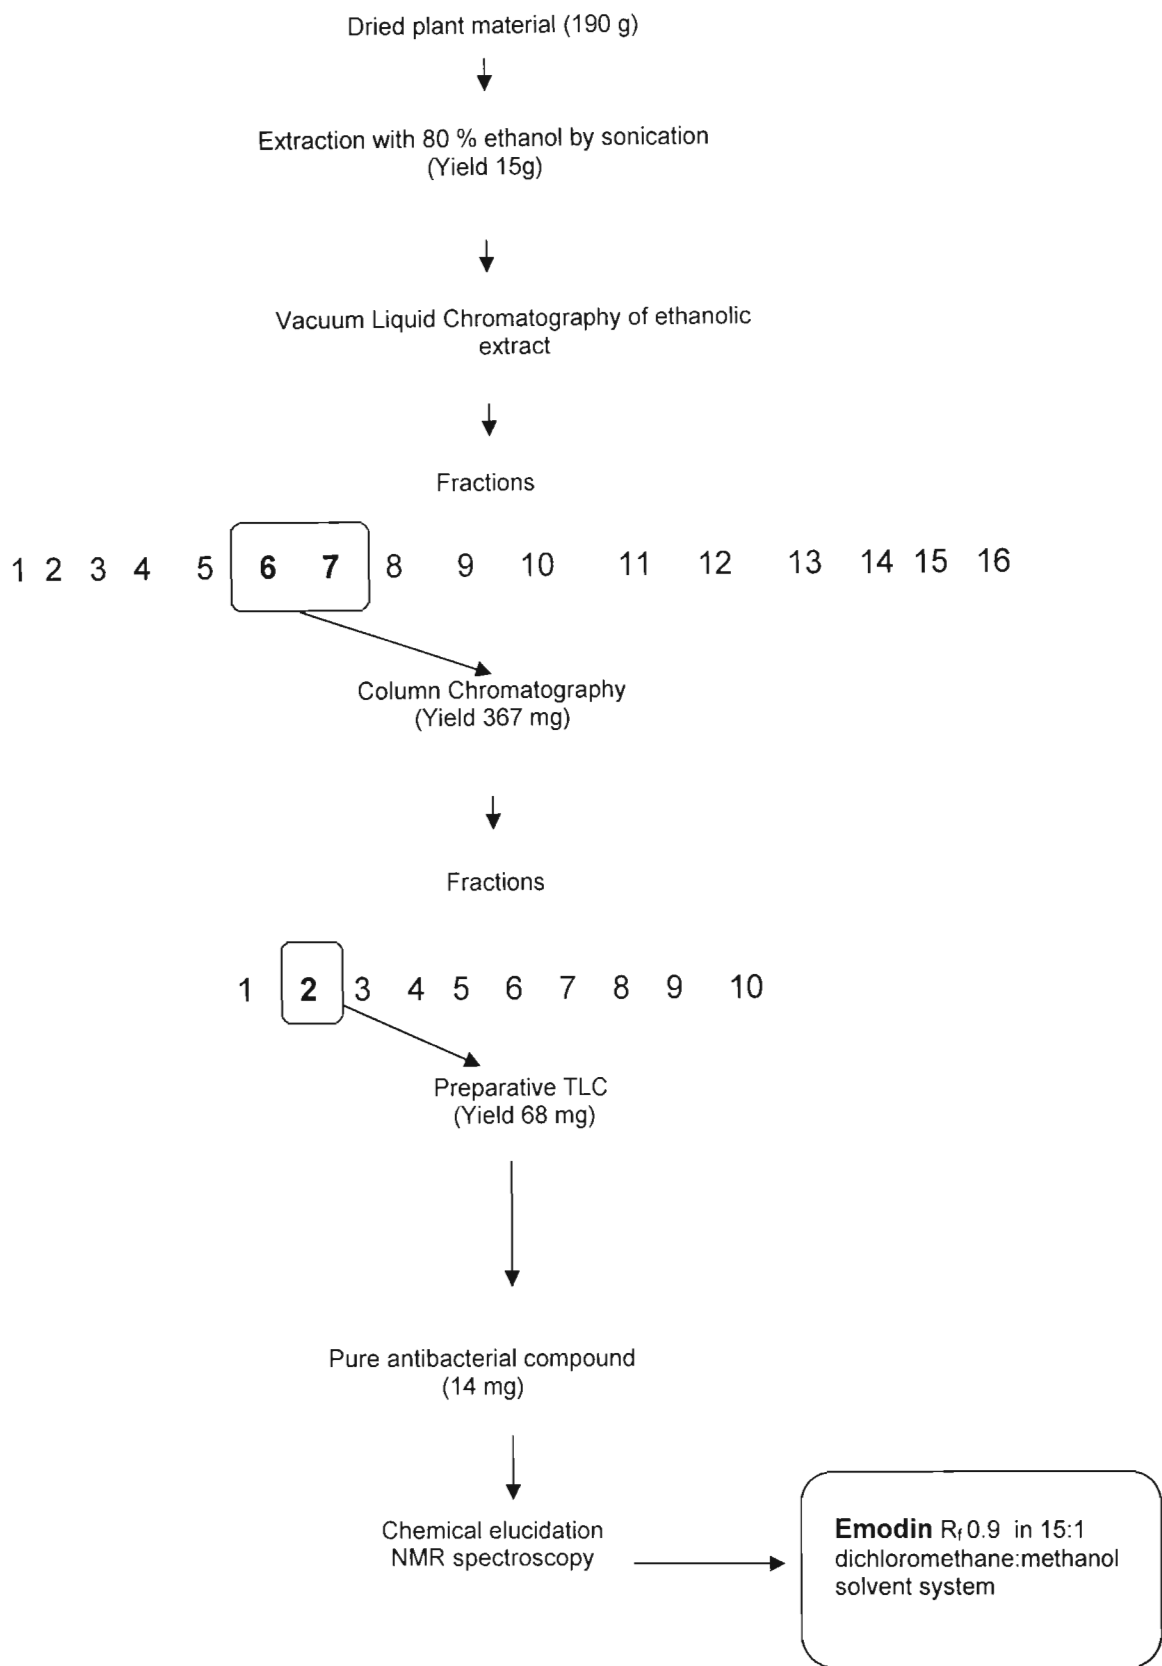 Dried plant material (190 g)
Extraction with 80 % ethanol by sonication
(Yield 15g)
Vacuum Liquid Chromatography of ethanolic
extract
Fractions
1 2 3 4 5 6 7 8 9 10 11 12 13 14 15 16
Column Chromatography
(Yield 367 mg)
Fractions
1 2 3 4 5 6 7 8 9 10
Preparative TLC
(Yield 68 mg)
Pure antibacterial compound
(14 mg)
Chemical elucidation
NMR spectroscopy
Emodin Rf 0.9 in 15:1
dichloromethane:methanol
solvent system